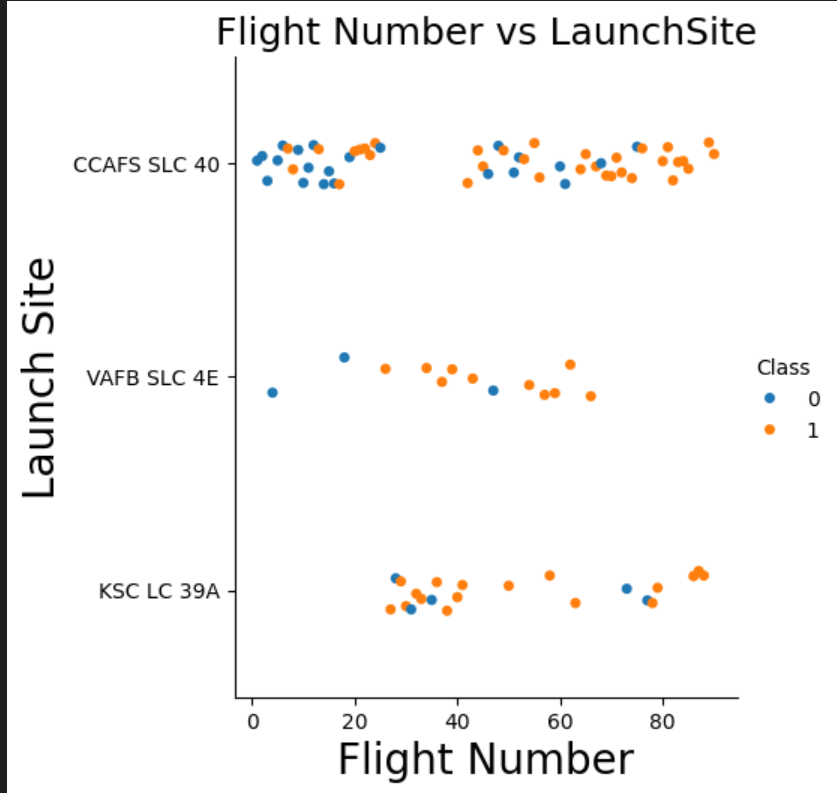 Flight Number vs LaunchSite
Launch Site
CCAFS SLC 40
VAFB SLC 4E
KSC LC 39A
0 20 40 60 80
Flight Number
Class
0
1